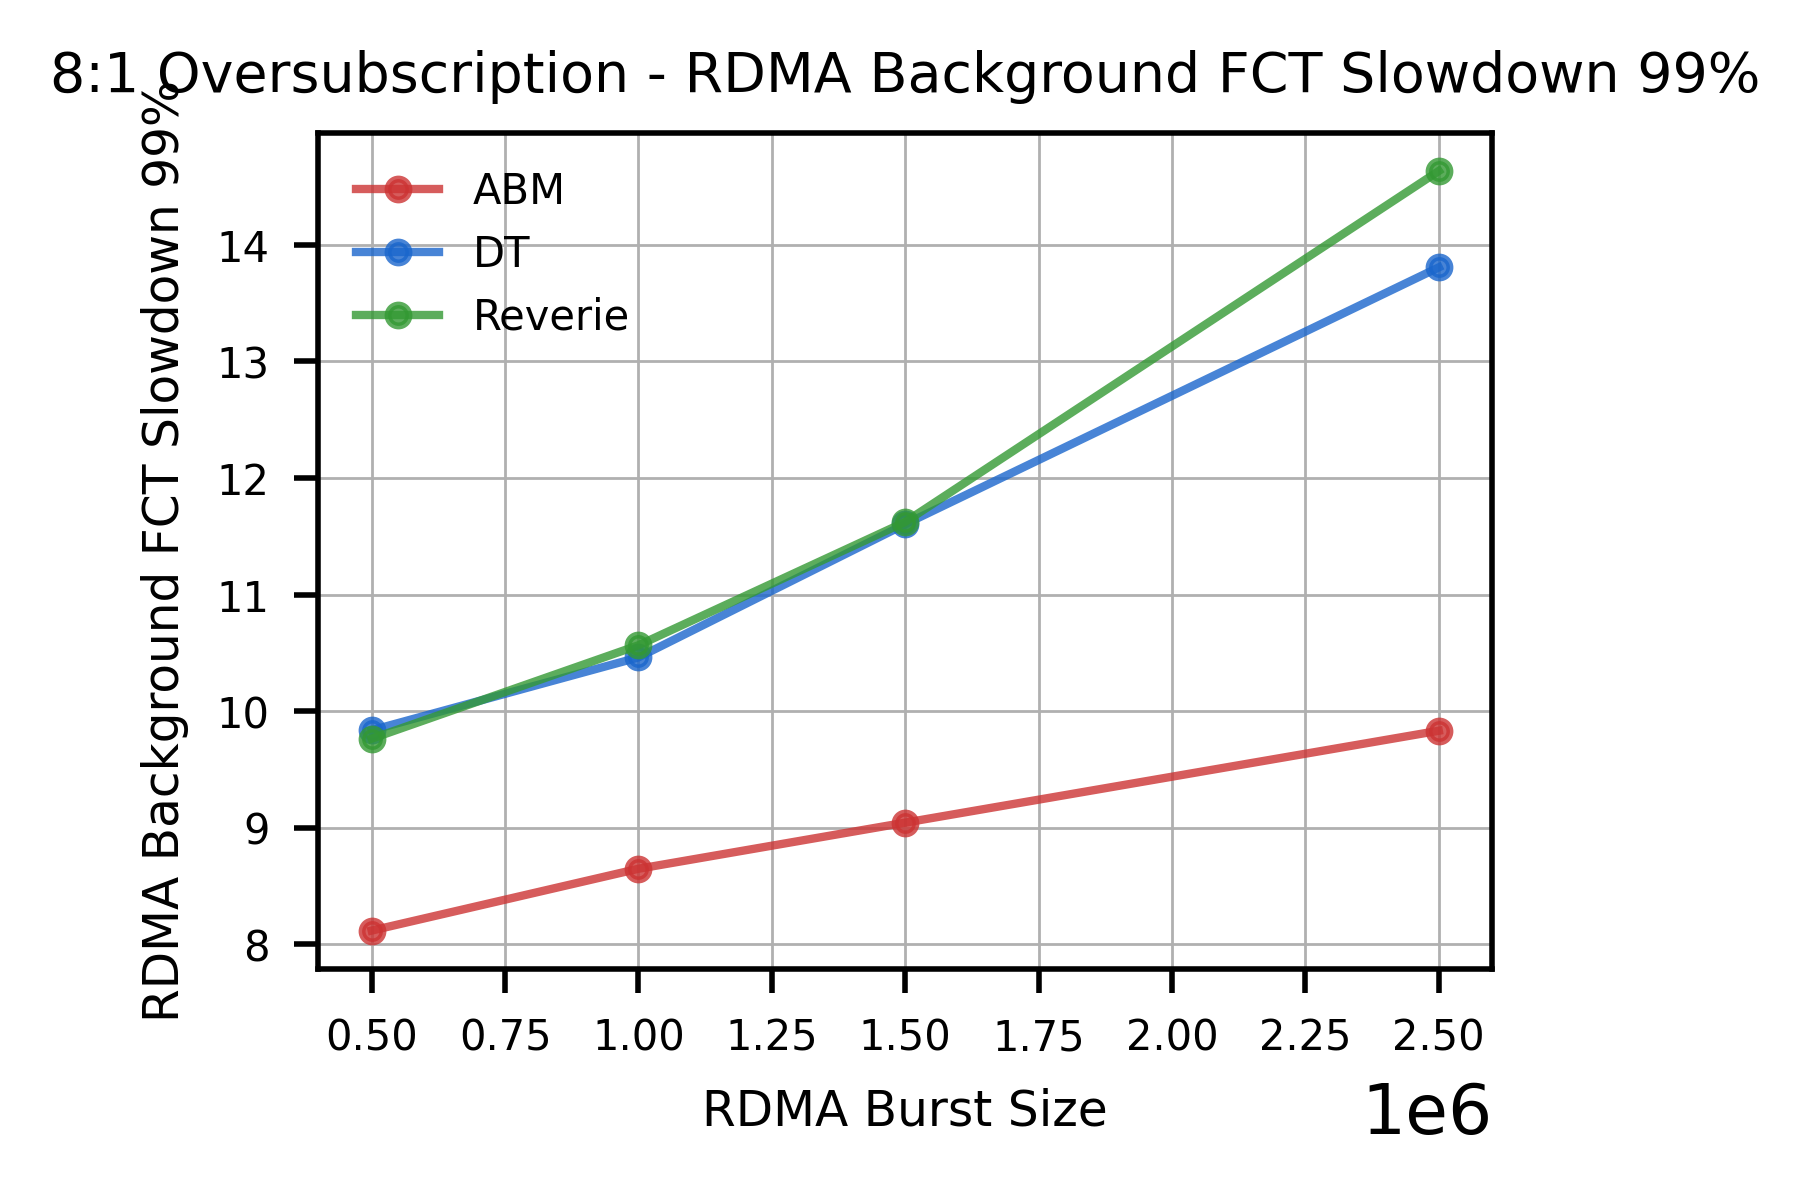 8:1 Oversubscription - RDMA Background FCT Slowdown 99%
RDMA Background FCT Slowdown 99%
ABM
DT
Reverie
14
13
12
11
10
9
8
0.50 0.75 1.00 1.25 1.50 1.75 2.00 2.25 2.50
RDMA Burst Size
1e6